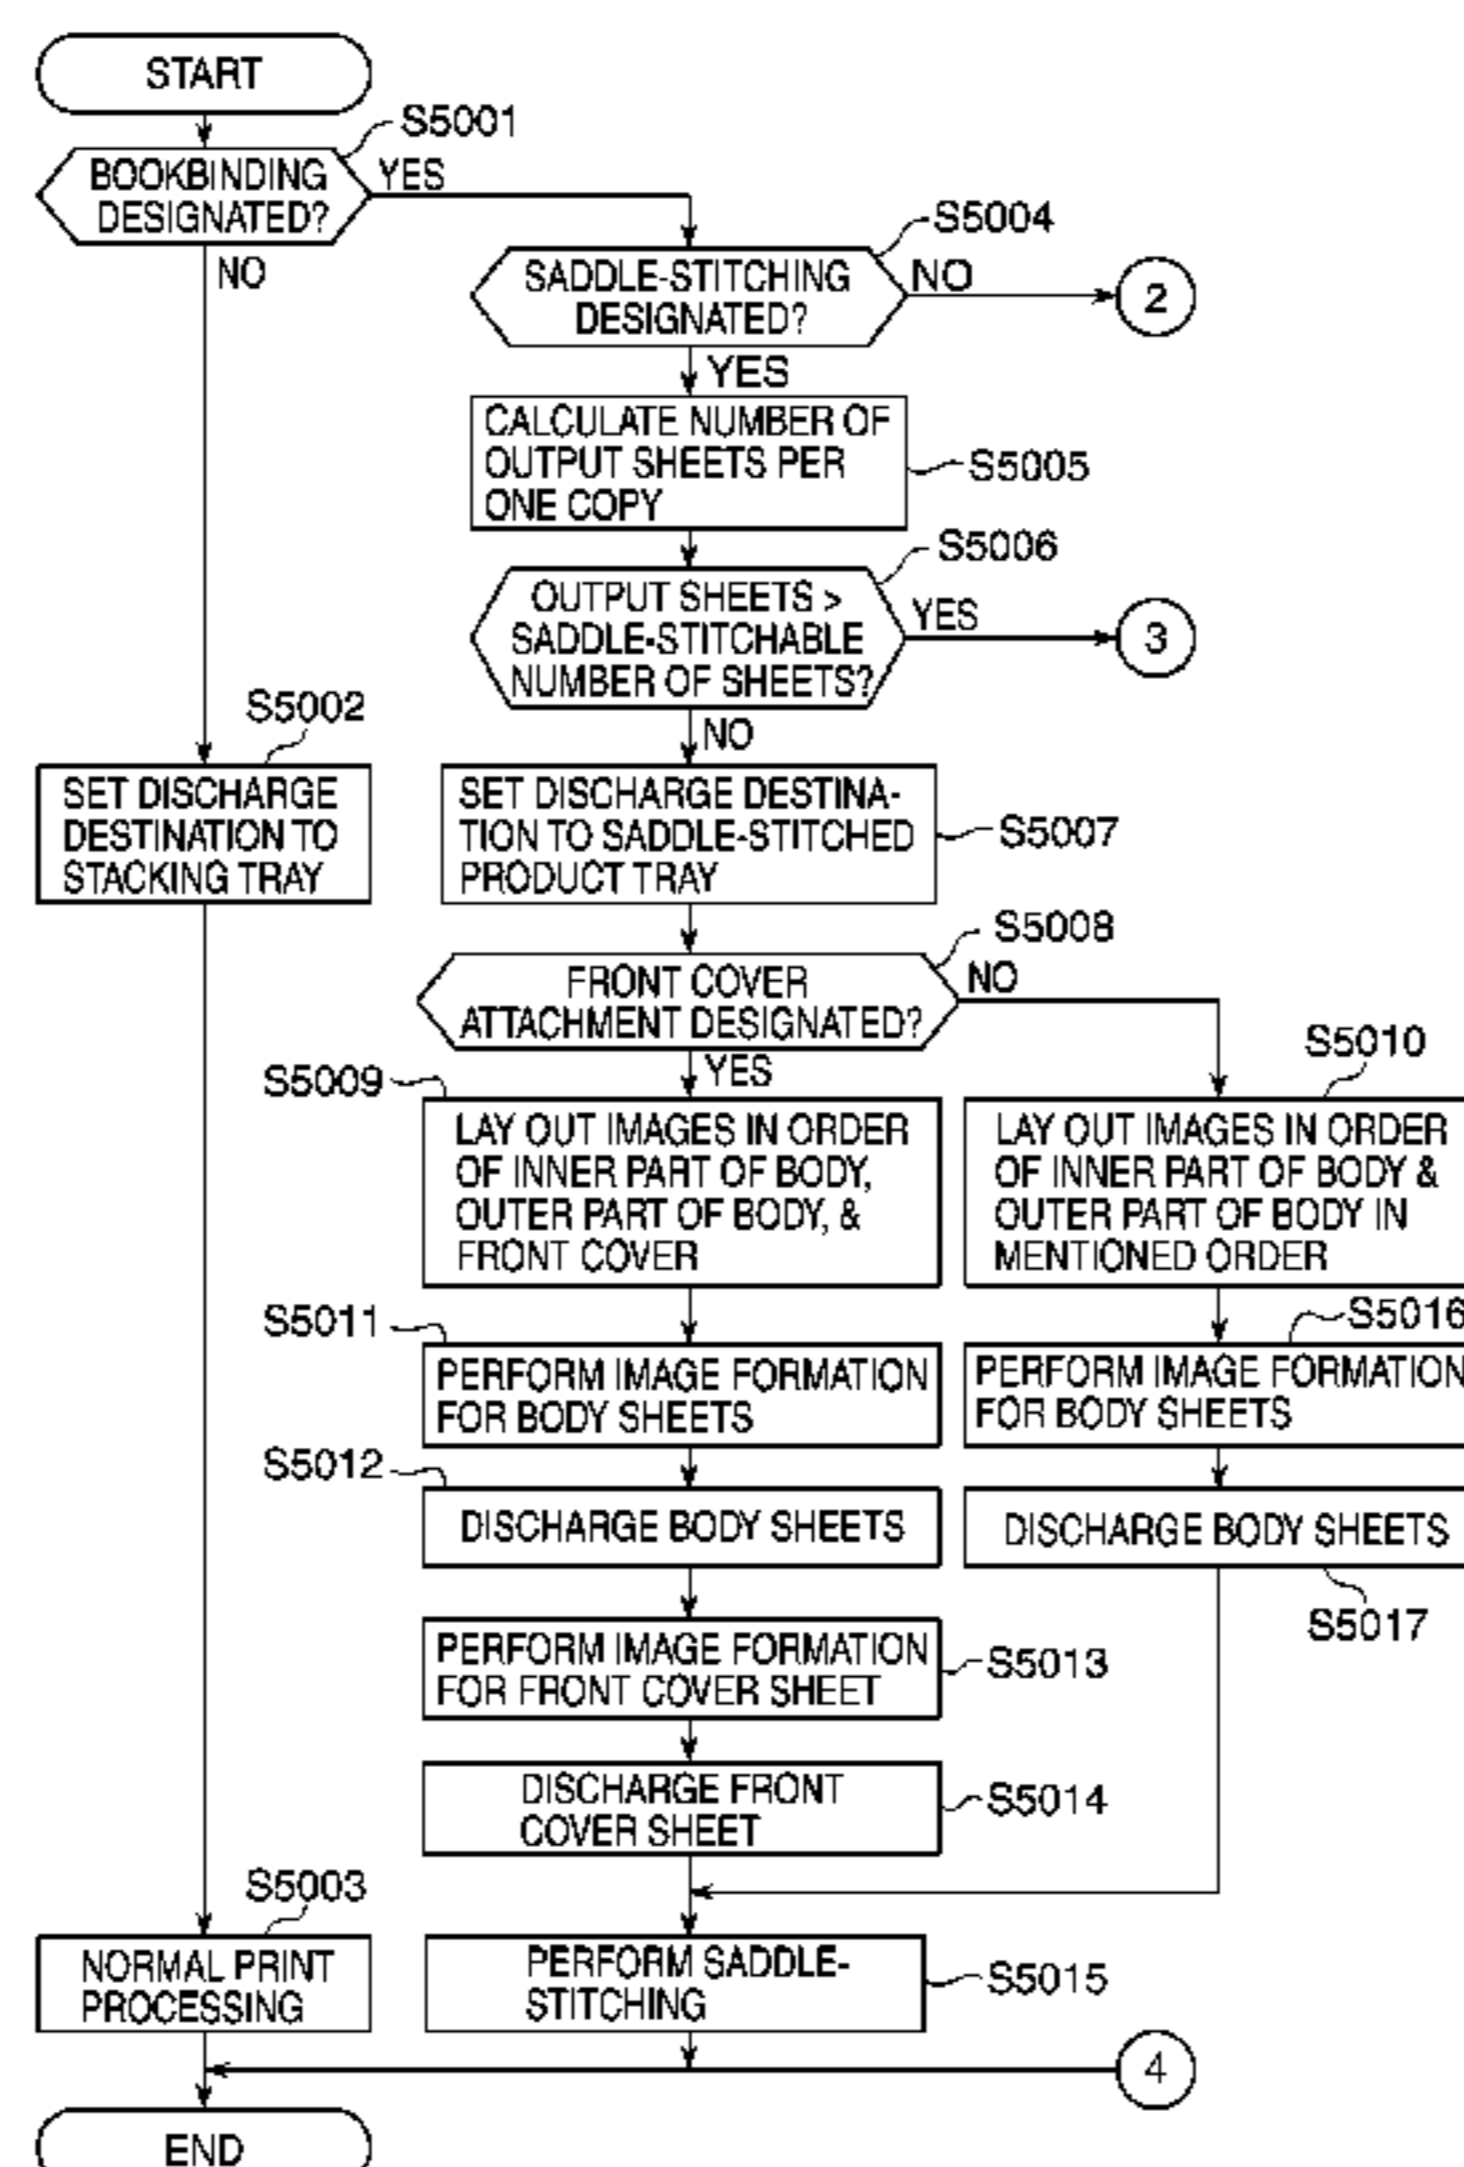 START
S5001
BOOKBINDING
DESIGNATED?
YES
NO
S5004
SADDLE-STITCHING
DESIGNATED?
NO
2
YES
CALCULATE NUMBER OF
OUTPUT SHEETS PER
ONE COPY
S5005
S5006
OUTPUT SHEETS >
SADDLE-STITCHABLE
NUMBER OF SHEETS?
YES
3
NO
S5002
SET DISCHARGE
DESTINATION TO
STACKING TRAY
SET DISCHARGE DESTINA-
TION TO SADDLE-STITCHED
PRODUCT TRAY
S5007
S5008
FRONT COVER
ATTACHMENT DESIGNATED?
NO
YES
S5009
LAY OUT IMAGES IN ORDER
OF INNER PART OF BODY,
OUTER PART OF BODY, &
FRONT COVER
S5010
LAY OUT IMAGES IN ORDER
OF INNER PART OF BODY &
OUTER PART OF BODY IN
MENTIONED ORDER
S5011
PERFORM IMAGE FORMATION
FOR BODY SHEETS
S5016
PERFORM IMAGE FORMATION
FOR BODY SHEETS
S5012
DISCHARGE BODY SHEETS
DISCHARGE BODY SHEETS
S5017
PERFORM IMAGE FORMATION
FOR FRONT COVER SHEET
S5013
DISCHARGE FRONT
COVER SHEET
S5014
S5003
NORMAL PRINT
PROCESSING
PERFORM SADDLE-
STITCHING
S5015
4
END